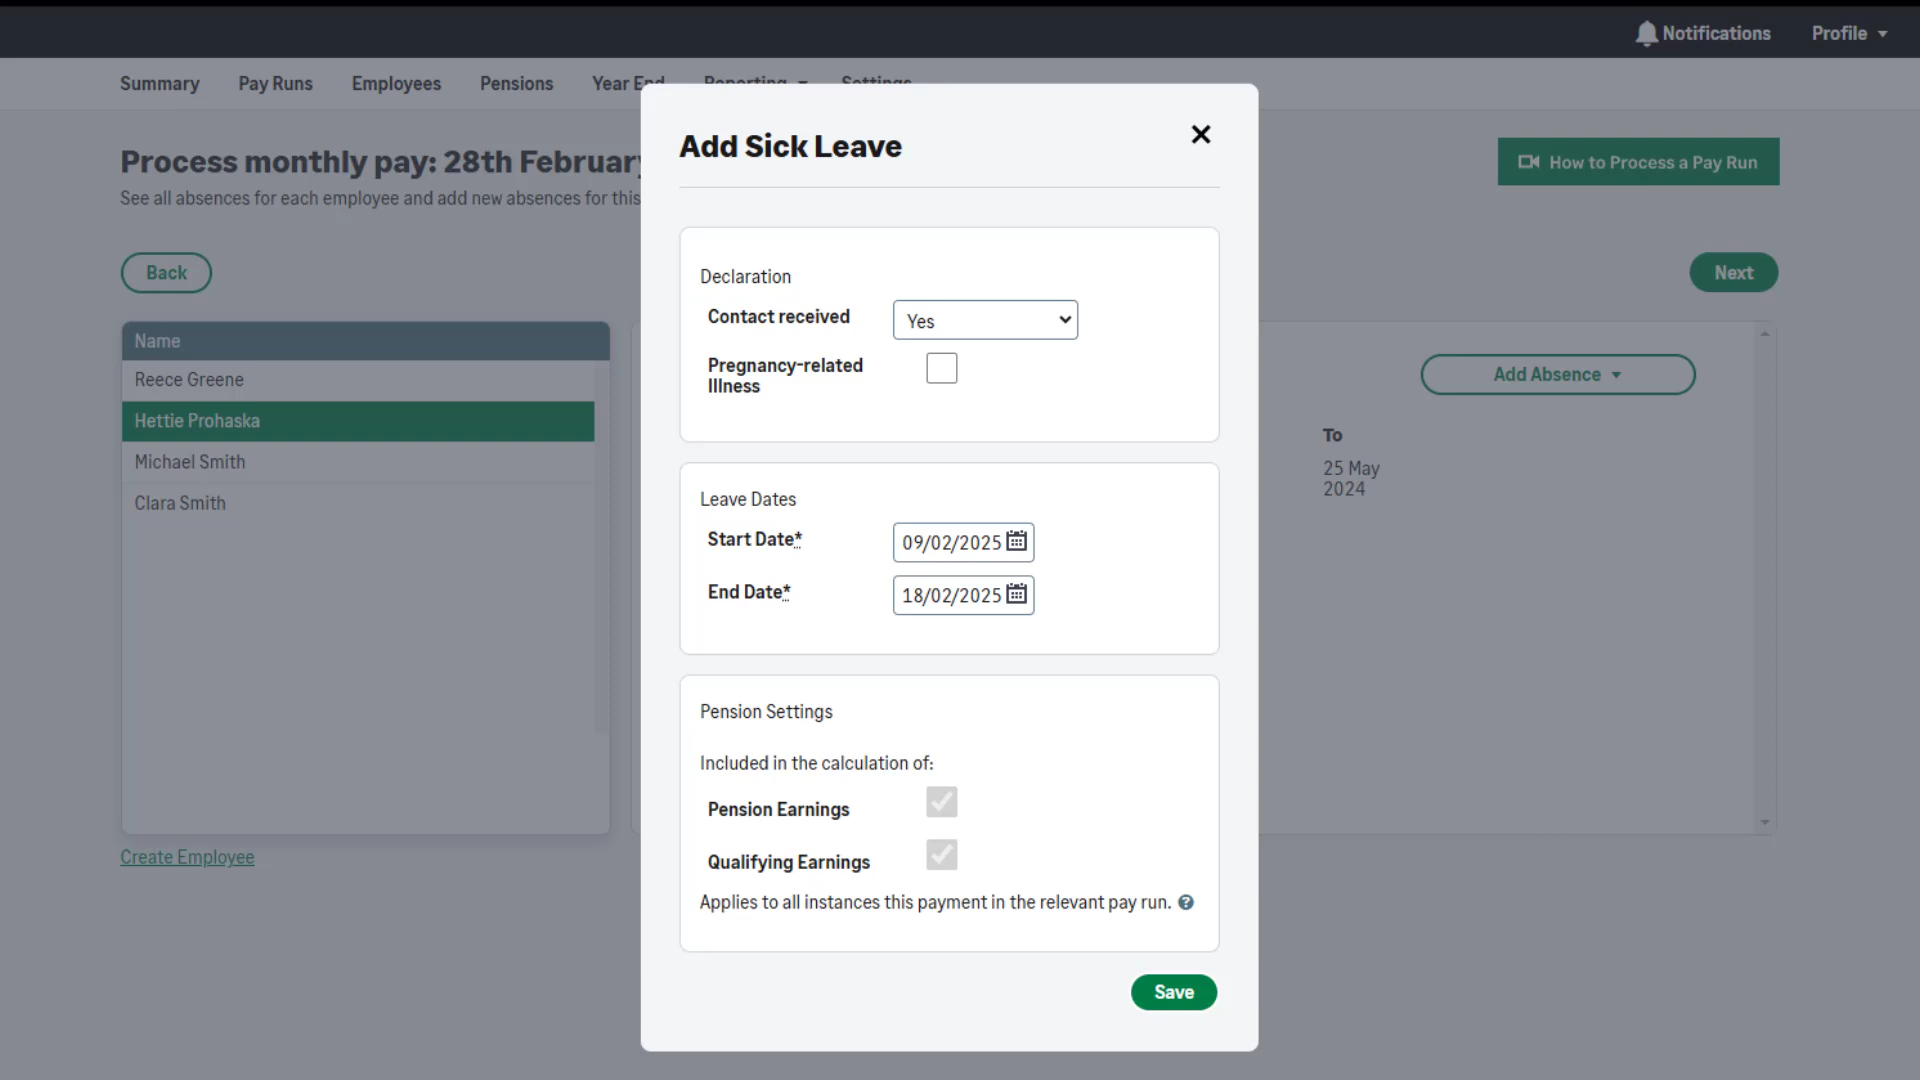 Notifications
Profile
Summary
Pay Runs
Employees
Pensions
Year End
Reporting
Settings
Process monthly pay: 28th February
See all absences for each employee and add new absences for this
How to Process a Pay Run
Back
Next
Name
Reece Greene
Hettie Prohaska
Michael Smith
Clara Smith
Create Employee
Add Absence
To
25 May
2024
Add Sick Leave
Declaration
Contact received
Yes
Pregnancy-related
Illness
Leave Dates
Start Date*
09/02/2025
End Date*
18/02/2025
Pension Settings
Included in the calculation of:
Pension Earnings
Qualifying Earnings
Applies to all instances this payment in the relevant pay run.
Save